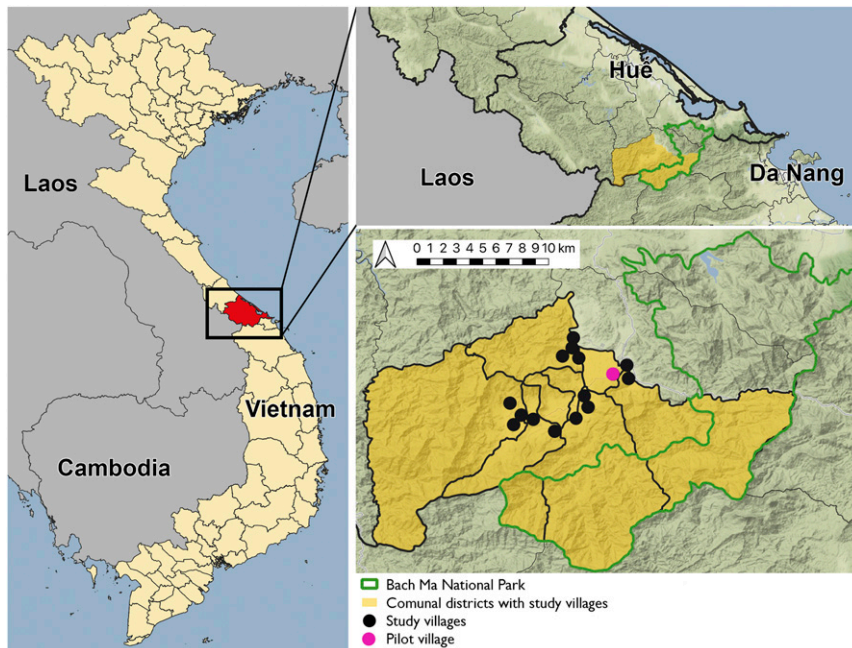 Laos
Vietnam
Cambodia
Huế
Laos
Da Nang
0 1 2 3 4 5 6 7 8 9 10 km
Bach Ma National Park
Comunal districts with study villages
Study villages
Pilot village